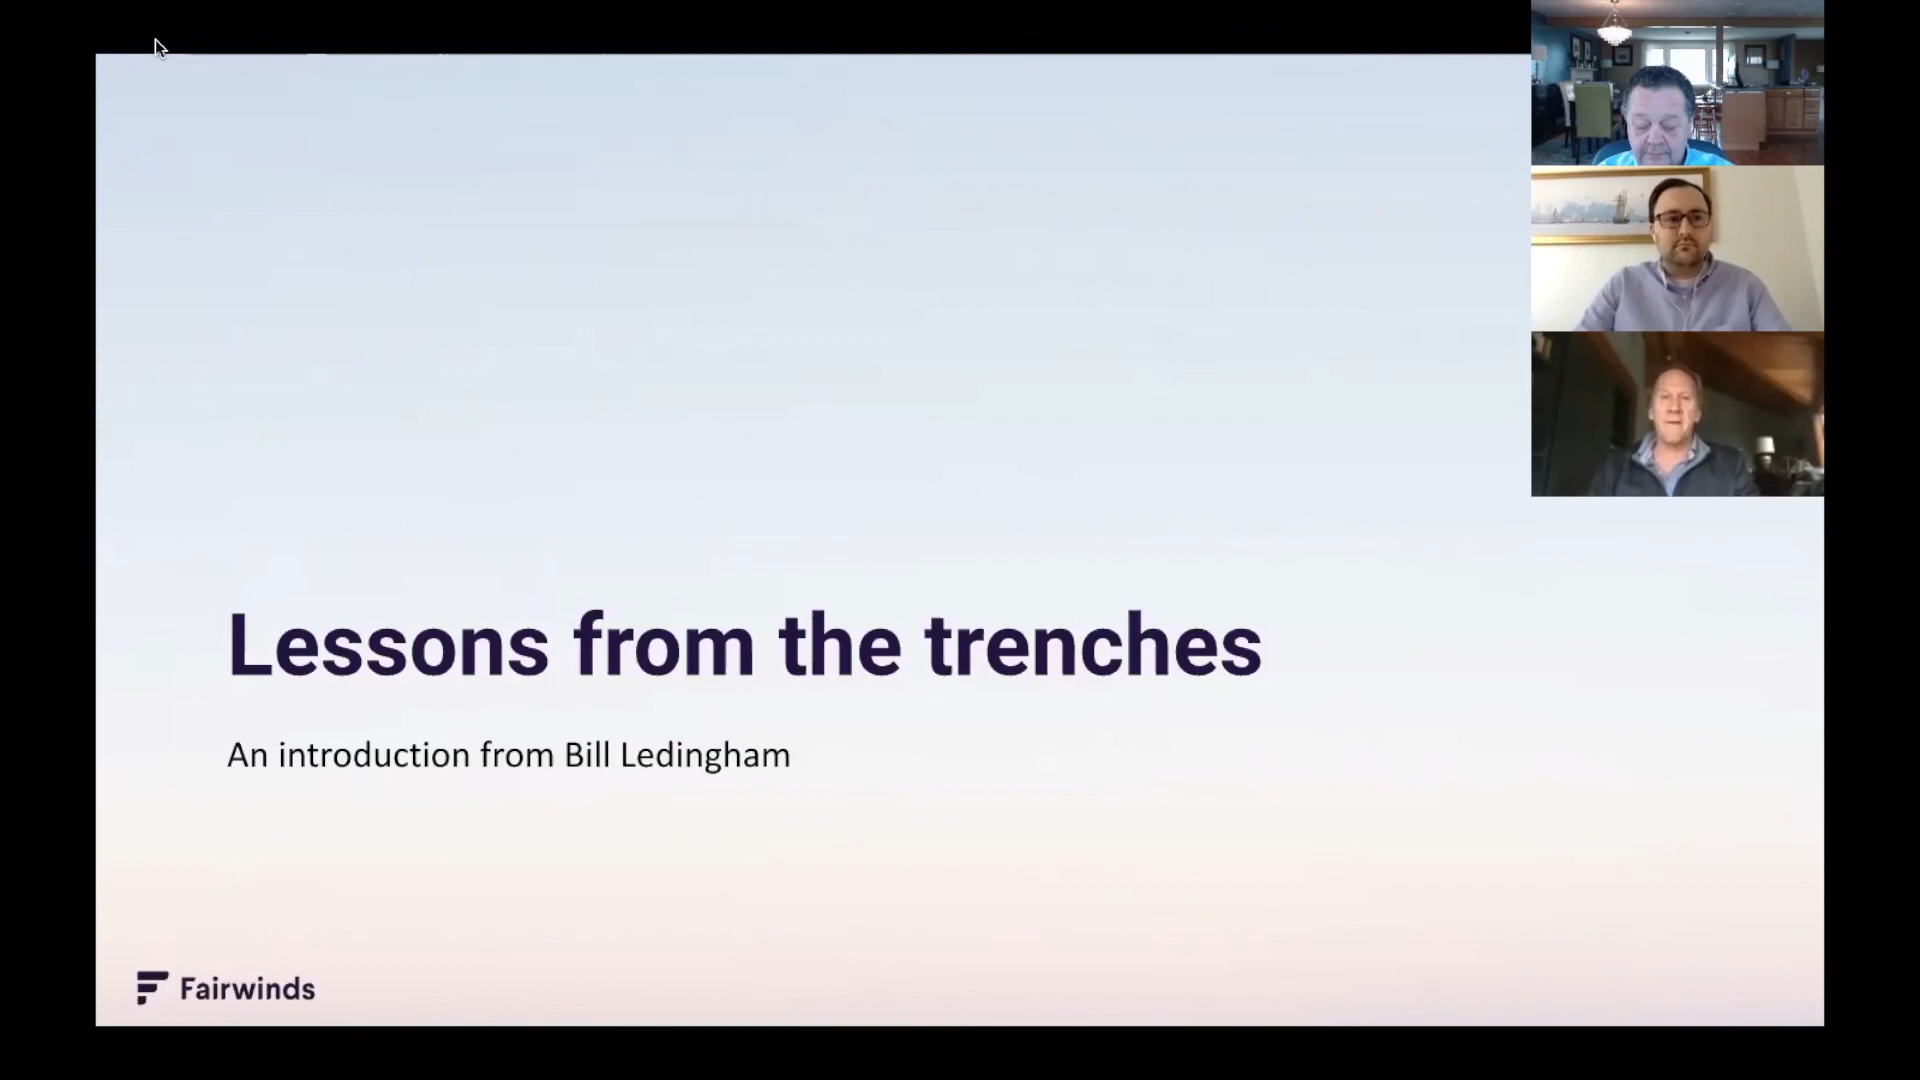 Lessons from the trenches
An introduction from Bill Ledingham
Fairwinds